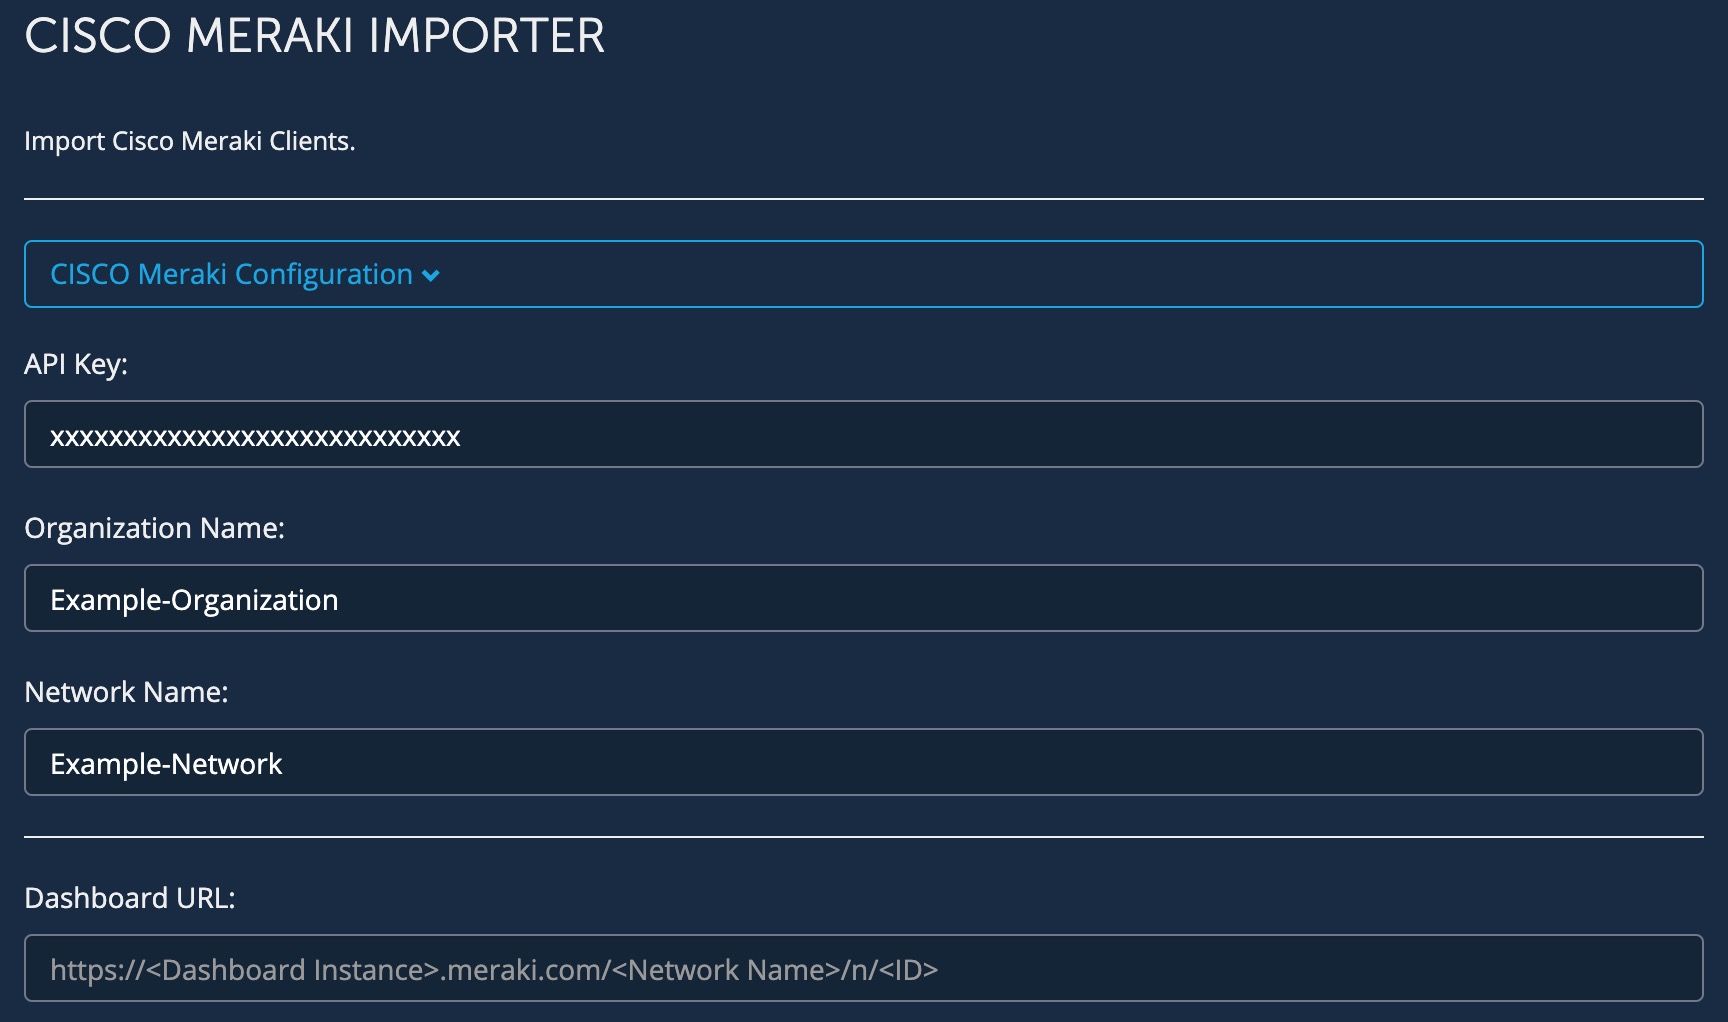 CISCO MERAKI IMPORTER
Import Cisco Meraki Clients.
CISCO Meraki Configuration
API Key:
xxxxxxxxxxxxxxxxxxxxxxxxxxxx
Organization Name:
Example-Organization
Network Name:
Example-Network
Dashboard URL:
https://<Dashboard Instance>.meraki.com/<Network Name>/n/<ID>